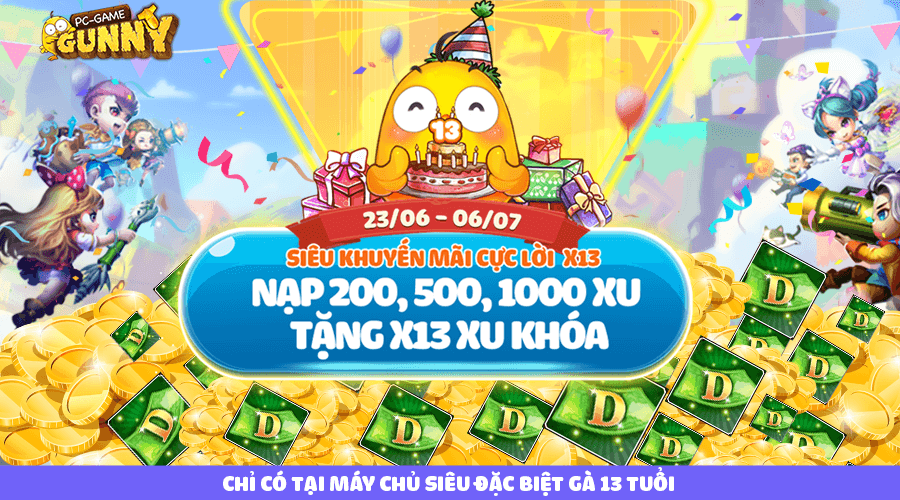 PC-GAME
GUNNY
13
23/06 - 06/07
SIÊU KHUYẾN MÃI CỰC LỜI X13
NẠP 200, 500, 1000 XU
TẶNG X13 XU KHÓA
D
D
D
D
D
D
D
D
D
D
D
CHỈ CÓ TẠI MÁY CHỦ SIÊU ĐẶC BIỆT GÀ 13 TUỔI